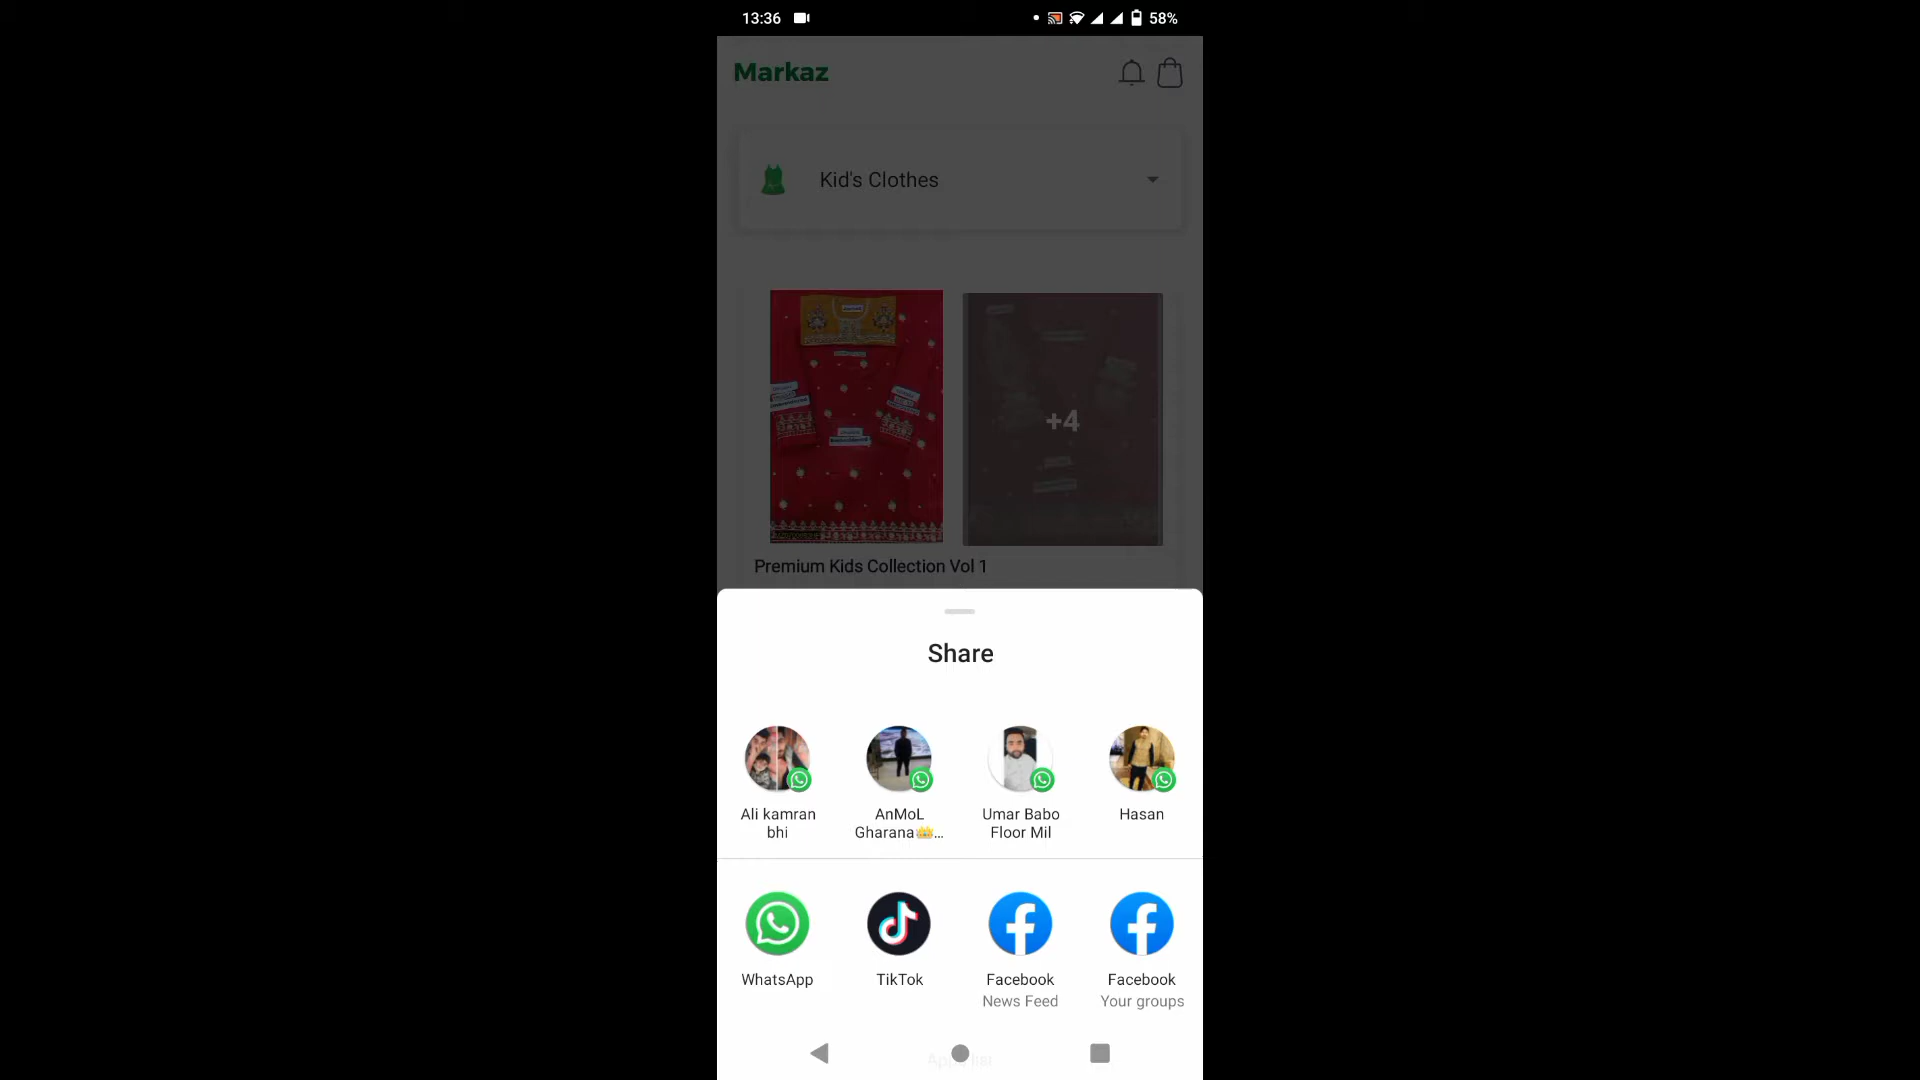 13:36
58%
Markaz
Kid's Clothes
+4
Premium Kids Collection Vol 1
Share
Ali kamran
bhi
AnMoL
Gharana👑...
Umar Babo
Floor Mil
Hasan
WhatsApp
TikTok
Facebook
News Feed
Facebook
Your groups